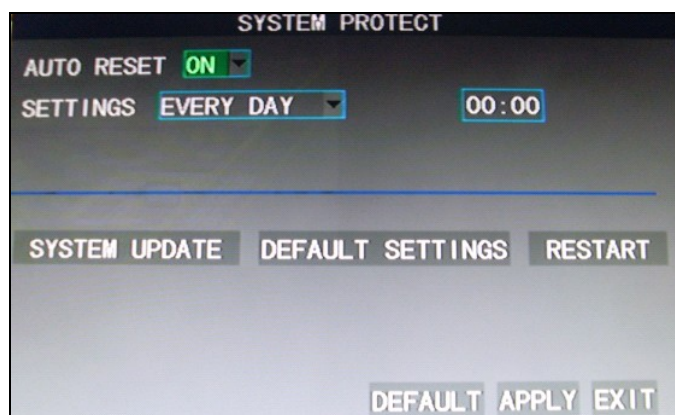 SYSTEM PROTECT
AUTO RESET ON
SETTINGS EVERY DAY 00:00
SYSTEM UPDATE DEFAULT SETTINGS RESTART
DEFAULT APPLY EXIT